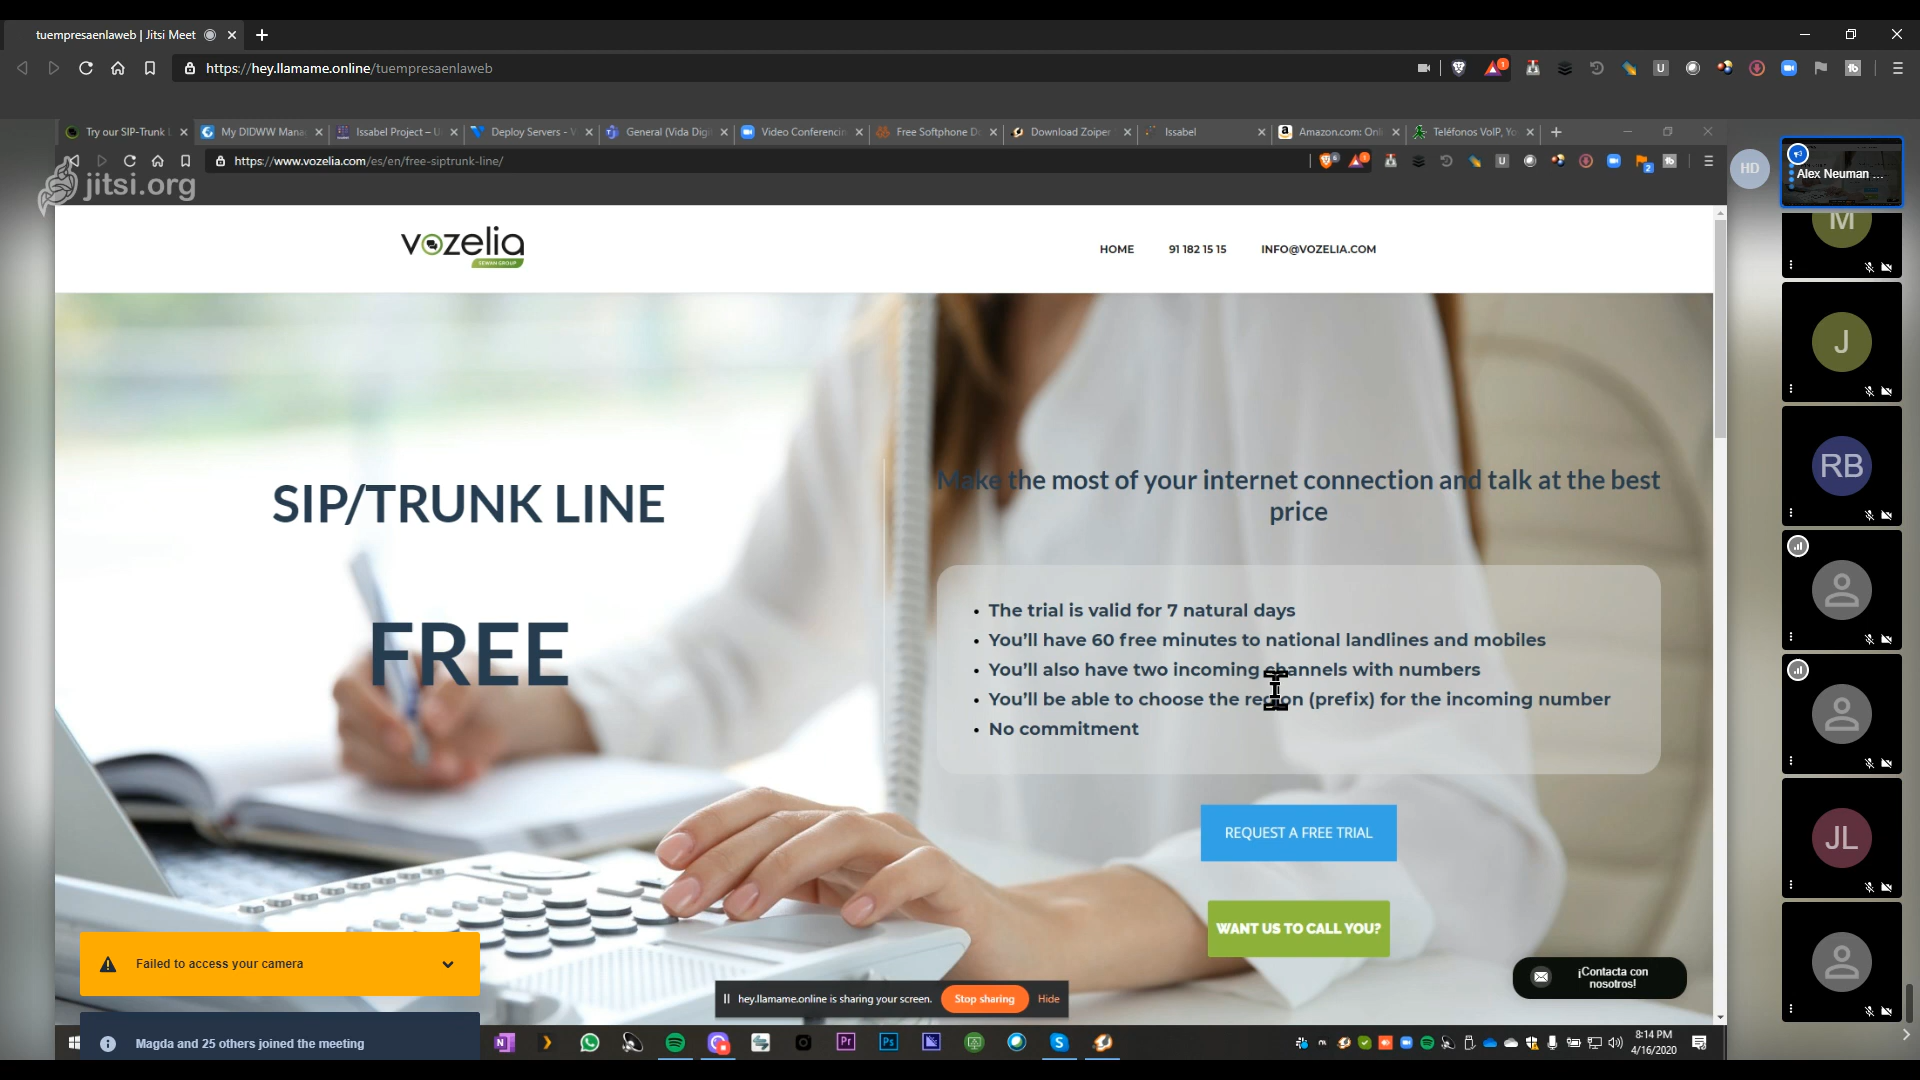 tuempresaenlaweb | Jitsi Meet
https://hey.llamame.online/tuempresaenlaweb
Try our SIP-Trunk L
My DIDWW Mana
Issabel Project – U
Deploy Servers - V
General (Vida Digi
Video Conferencin
Free Softphone D
Download Zoiper
Issabel
Amazon.com: Onl
Teléfonos VoIP, Yo
https://www.vozelia.com/es/en/free-siptrunk-line/
jitsi.org
HD
Alex Neuman ...
vozelia
SEWAN GROUP
HOME
91 182 15 15
INFO@VOZELIA.COM
M
J
RB
JL
SIP/TRUNK LINE
FREE
Make the most of your internet connection and talk at the best
price
• The trial is valid for 7 natural days
• You'll have 60 free minutes to national landlines and mobiles
• You'll also have two incoming channels with numbers
• You'll be able to choose the region (prefix) for the incoming number
• No commitment
REQUEST A FREE TRIAL
WANT US TO CALL YOU?
¡Contacta con
nosotros!
Failed to access your camera
hey.llamame.online is sharing your screen.
Stop sharing
Hide
Magda and 25 others joined the meeting
8:14 PM
4/16/2020